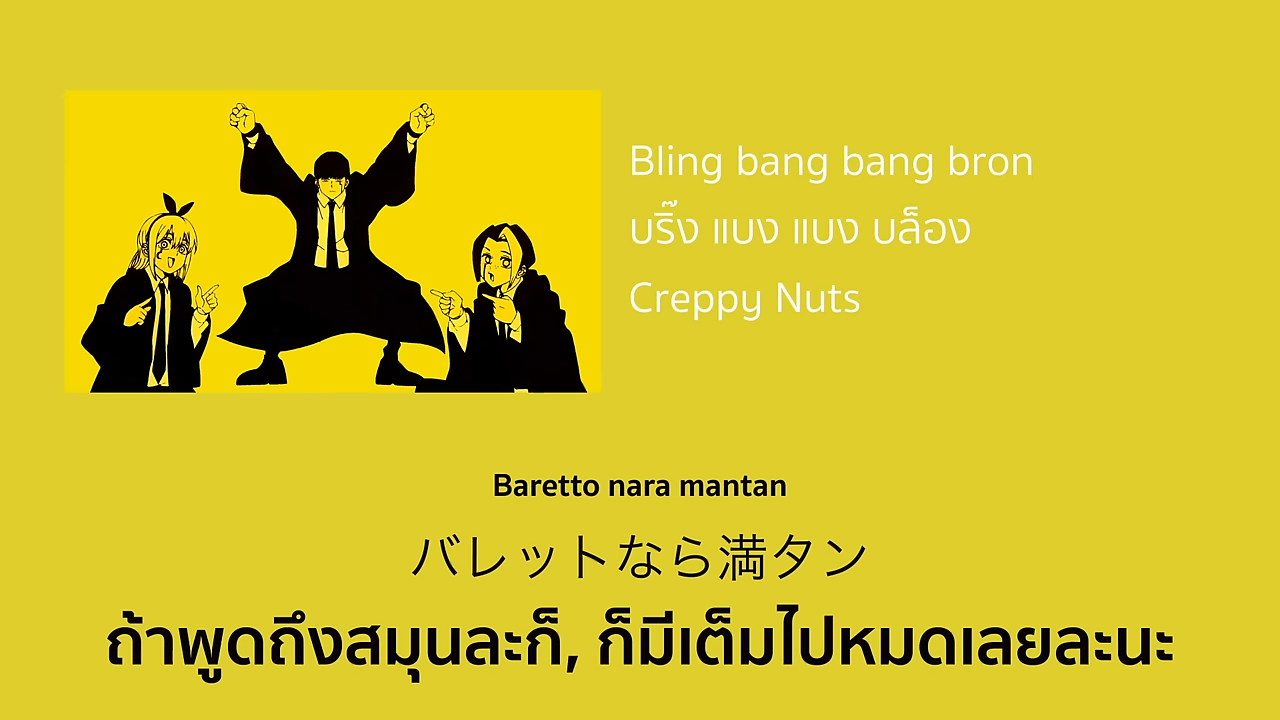 Bling bang bang bron
บริ๊ง แบง แบง บล็อง
Creppy Nuts
Baretto nara mantan
バレットなら満タン
ถ้าพูดถึงสมุนละก็, ก็มีเต็มไปหมดเลยละนะ